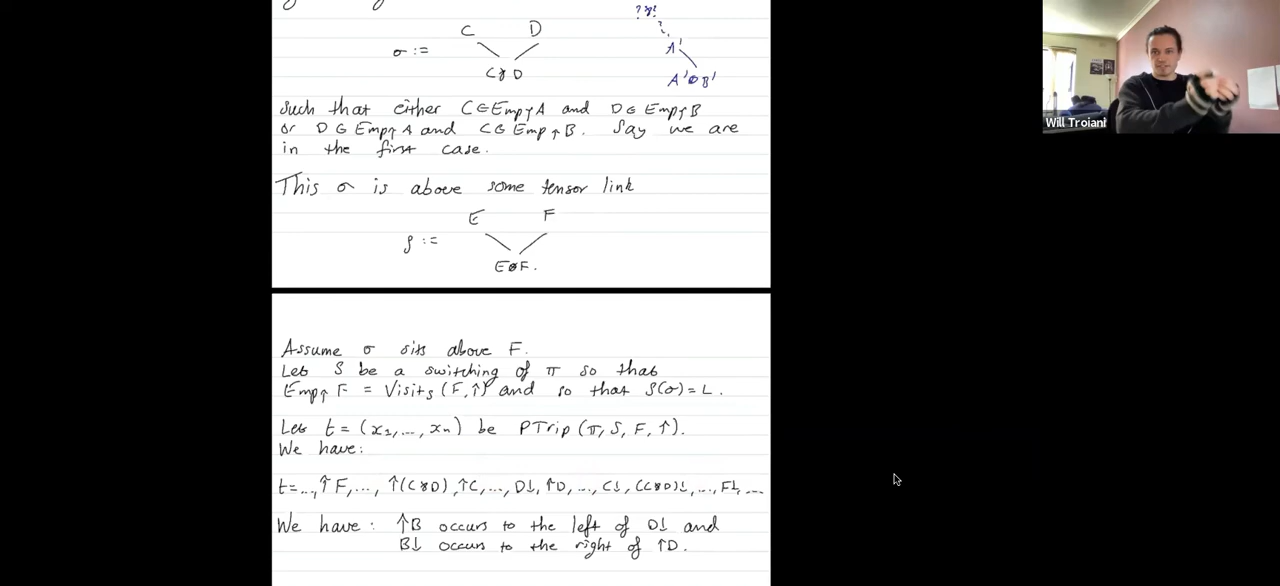 ??!
?
C D
σ :=
A'
C⅋D
A'⊗B'
such that either C∈Emp↑A and D∈Emp↑B
or D∈Emp↑A and C∈Emp↑B. Say we are
in the first case.
This σ is above some tensor link
E F
ρ :=
E⊗F.
Assume σ sits above F.
Let S be a switching of π so that
Emp↑ F = Visits (F,↑) and so that S(σ) = L.
Let t = (x₁,..., xₙ) be PTrip (π, S, F, ↑).
We have:
t = ..., ↑F, ..., ↑(C⅋D), ↑C, ..., D↓, ↑D, ..., C↓, (C⅋D)↓, ..., F↓, ...
We have: ↑B occurs to the left of D↓ and
B↓ occurs to the right of ↑D.
Will Troiani